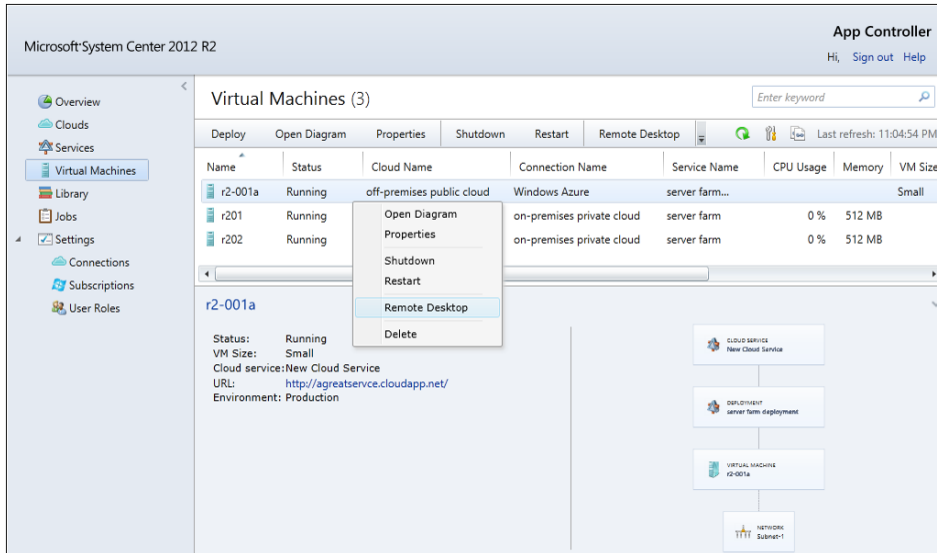 App Controller
Microsoft System Center 2012 R2
Hi, Sign out Help
Overview
Clouds
Services
Virtual Machines
Library
Jobs
Settings
Connections
Subscriptions
User Roles
Virtual Machines (3)
Enter keyword
Deploy Open Diagram Properties Shutdown Restart Remote Desktop Last refresh: 11:04:54 PM
Name Status Cloud Name Connection Name Service Name CPU Usage Memory VM Size
r2-001a Running off-premises public cloud Windows Azure server farm... Small
r201 Running on-premises private cloud server farm 0 % 512 MB
r202 Running on-premises private cloud server farm 0 % 512 MB
Open Diagram
Properties
Shutdown
Restart
Remote Desktop
Delete
r2-001a
Status: Running
VM Size: Small
Cloud service: New Cloud Service
URL: http://agreatservce.cloudapp.net/
Environment: Production
CLOUD SERVICE
New Cloud Service
DEPLOYMENT
server farm deployment
VIRTUAL MACHINE
r2-001a
NETWORK
Subnet-1